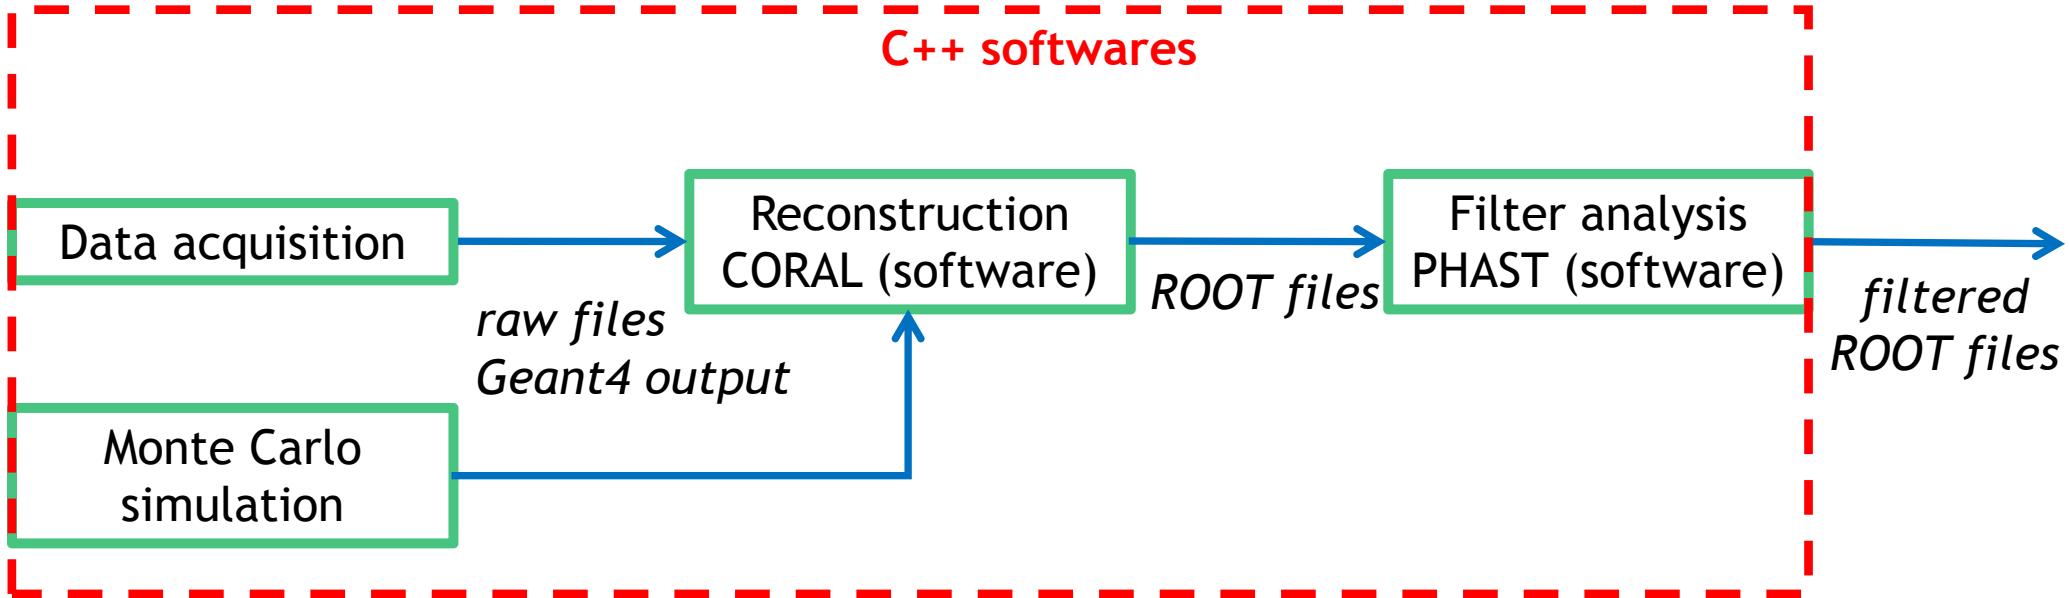 C++ softwares
Data acquisition
raw files
Geant4 output
Monte Carlo
simulation
Reconstruction
CORAL (software)
ROOT files
Filter analysis
PHAST (software)
filtered
ROOT files